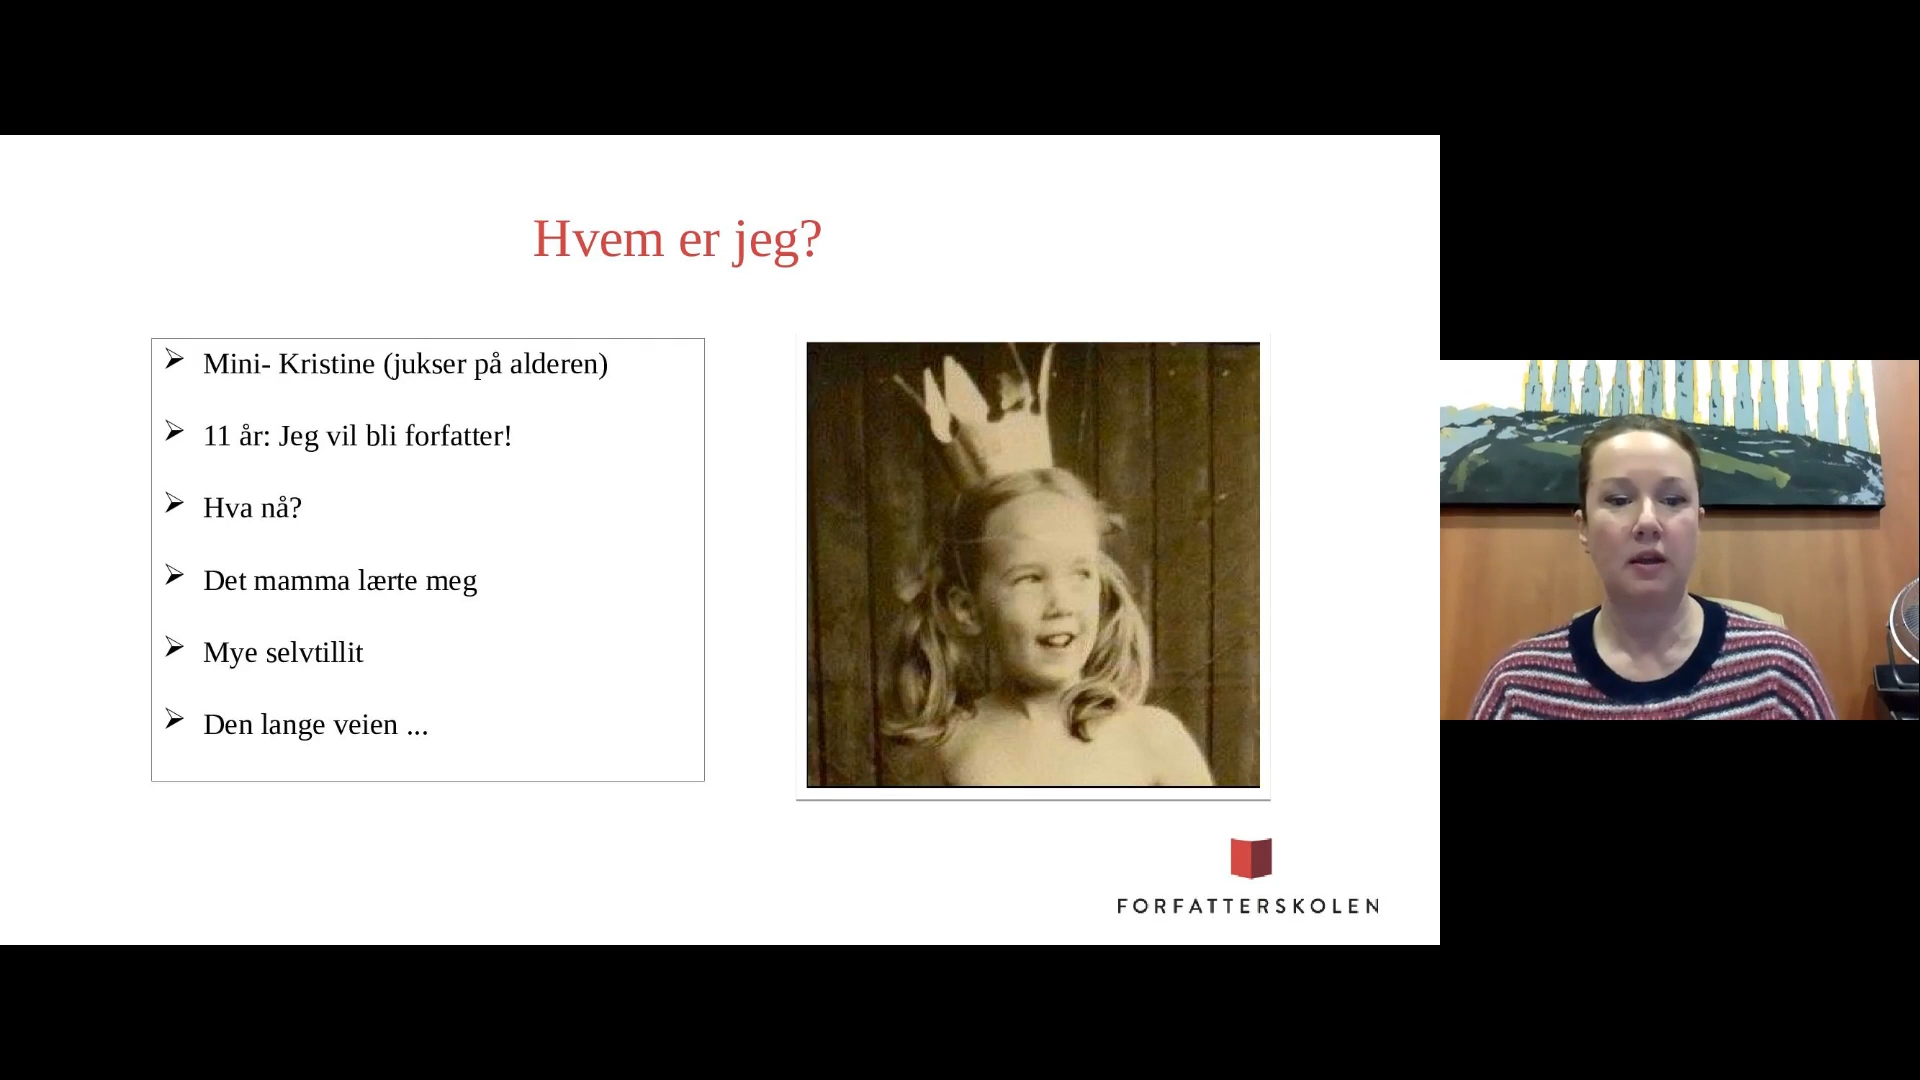 Hvem er jeg?
Mini- Kristine (jukser på alderen)
11 år: Jeg vil bli forfatter!
Hva nå?
Det mamma lærte meg
Mye selvtillit
Den lange veien ...
FORFATTERSKOLEN